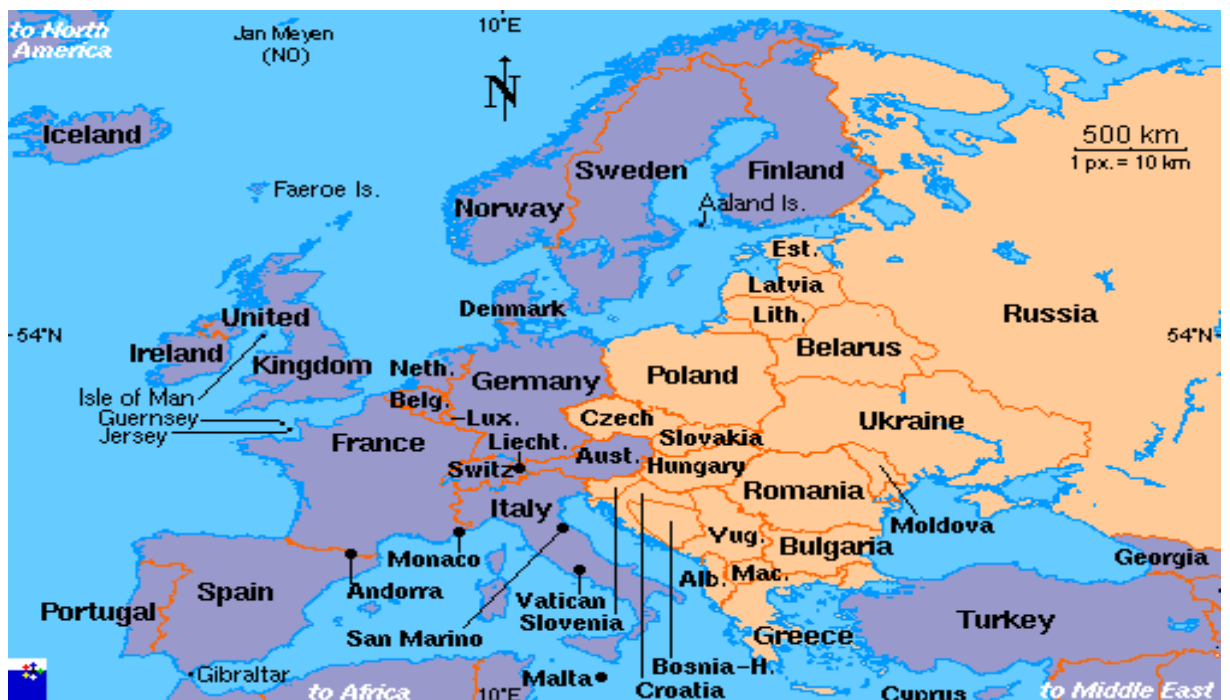 to North
America
Jan Meyen
(NO)
10°E
N
Iceland
500 km
1 px. = 10 km
Sweden
Finland
Faeroe Is.
Norway
Aaland Is.
Est.
Latvia
Denmark
Lith.
Russia
United
54°N
54°N
Ireland
Kingdom
Neth.
Germany
Poland
Belarus
Isle of Man
Belg.
Guernsey
-Lux.
Czech
Ukraine
Jersey
France
Liecht.
Slovakia
Switz
Aust.
Hungary
Italy
Romania
Moldova
Monaco
Yug.
Bulgaria
Georgia
Andorra
Alb.
Mac.
Spain
Portugal
Vatican
Slovenia
San Marino
Greece
Turkey
Gibraltar
Malta
Bosnia-H.
to Africa
10°E
Croatia
Cyprus
to Middle East